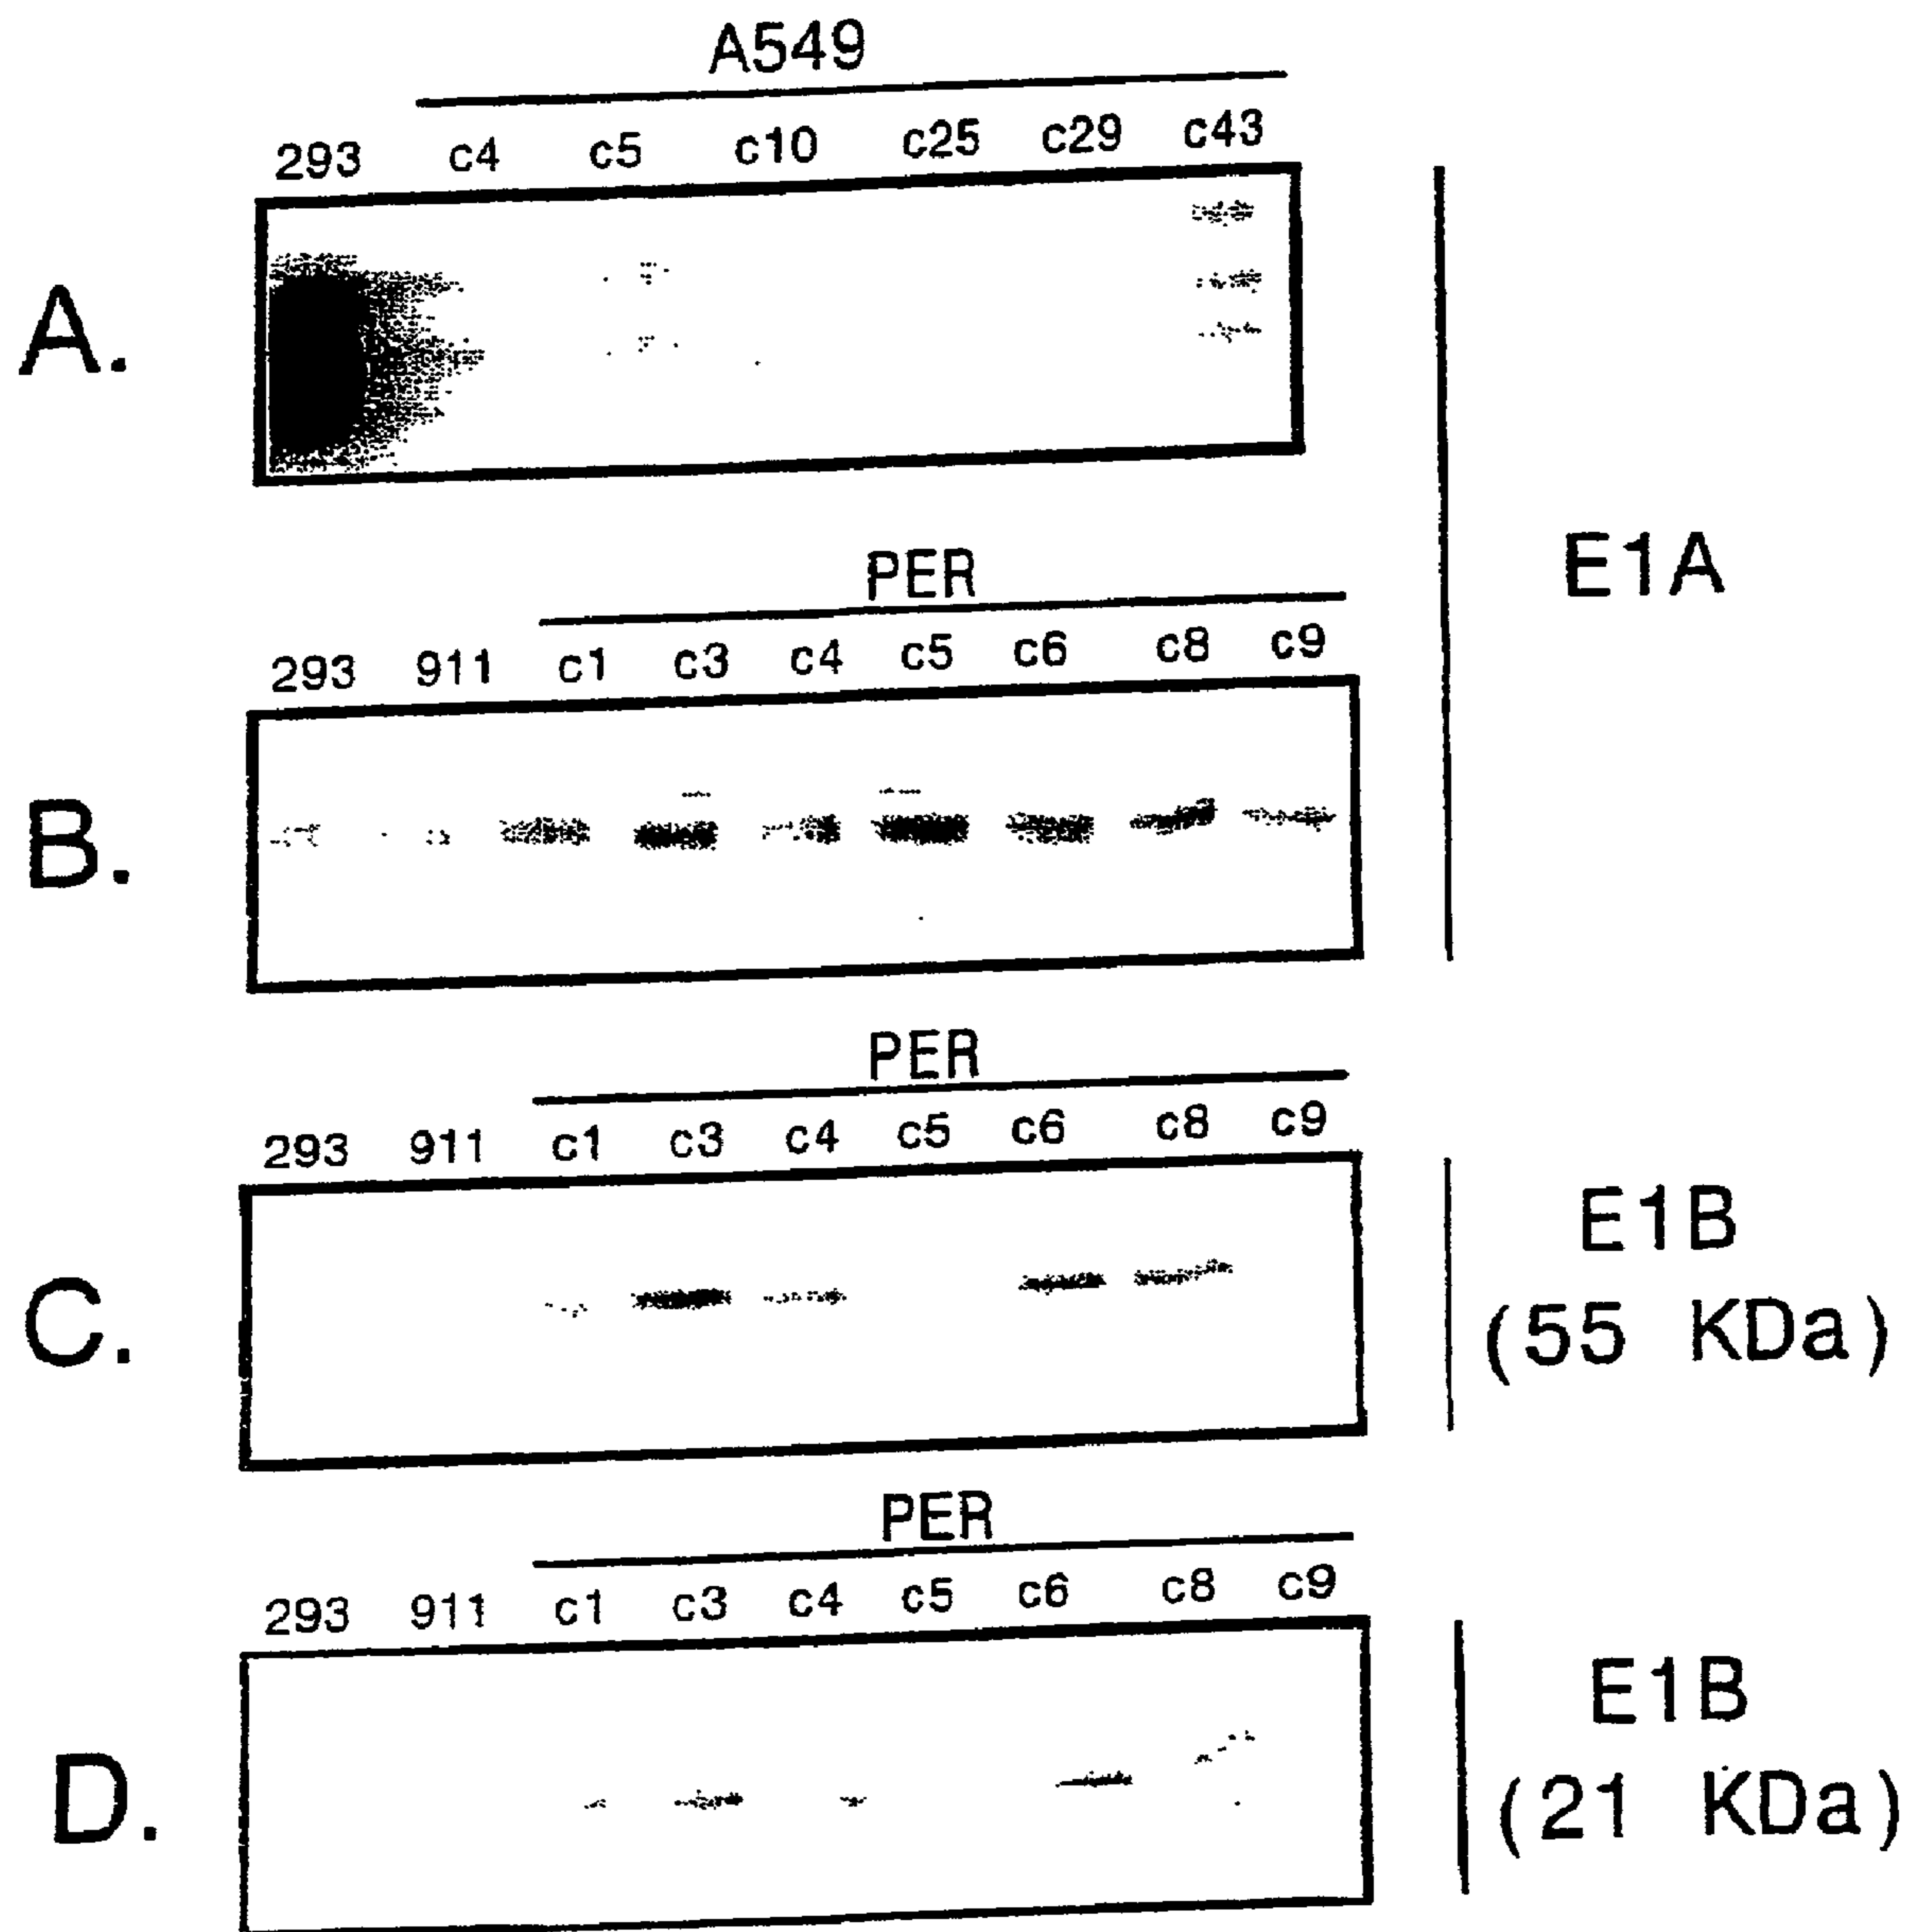 A549
293 c4 c5 c10 c25 c29 c43
A.
PER
E1A
293 911 c1 c3 c4 c5 c6 c8 c9
B.
PER
293 911 c1 c3 c4 c5 c6 c8 c9
E1B
(55 KDa)
C.
PER
293 911 c1 c3 c4 c5 c6 c8 c9
E1B
(21 KDa)
D.